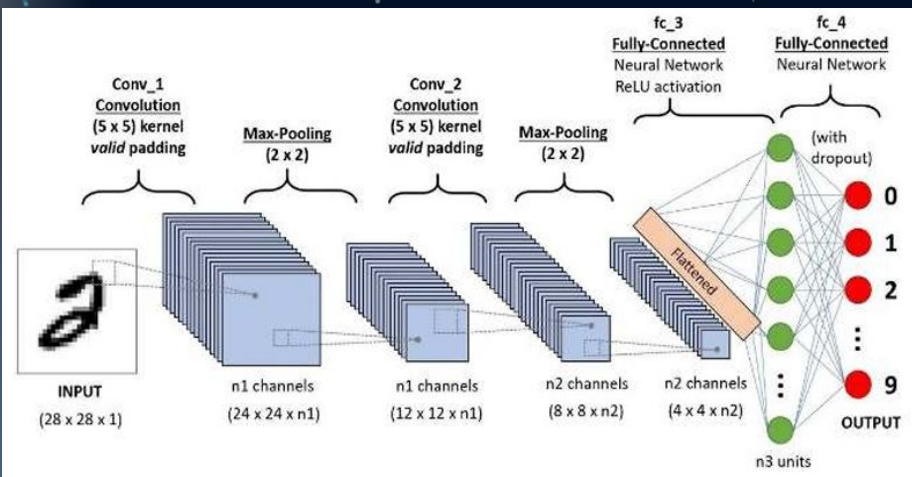 Conv_1
Convolution
(5 x 5) kernel
valid padding
Max-Pooling
(2 x 2)
Conv_2
Convolution
(5 x 5) kernel
valid padding
Max-Pooling
(2 x 2)
fc_3
Fully-Connected
Neural Network
ReLU activation
fc_4
Fully-Connected
Neural Network
(with
dropout)
Flattened
0
1
2
9
INPUT
(28 x 28 x 1)
n1 channels
(24 x 24 x n1)
n1 channels
(12 x 12 x n1)
n2 channels
(8 x 8 x n2)
n2 channels
(4 x 4 x n2)
n3 units
OUTPUT